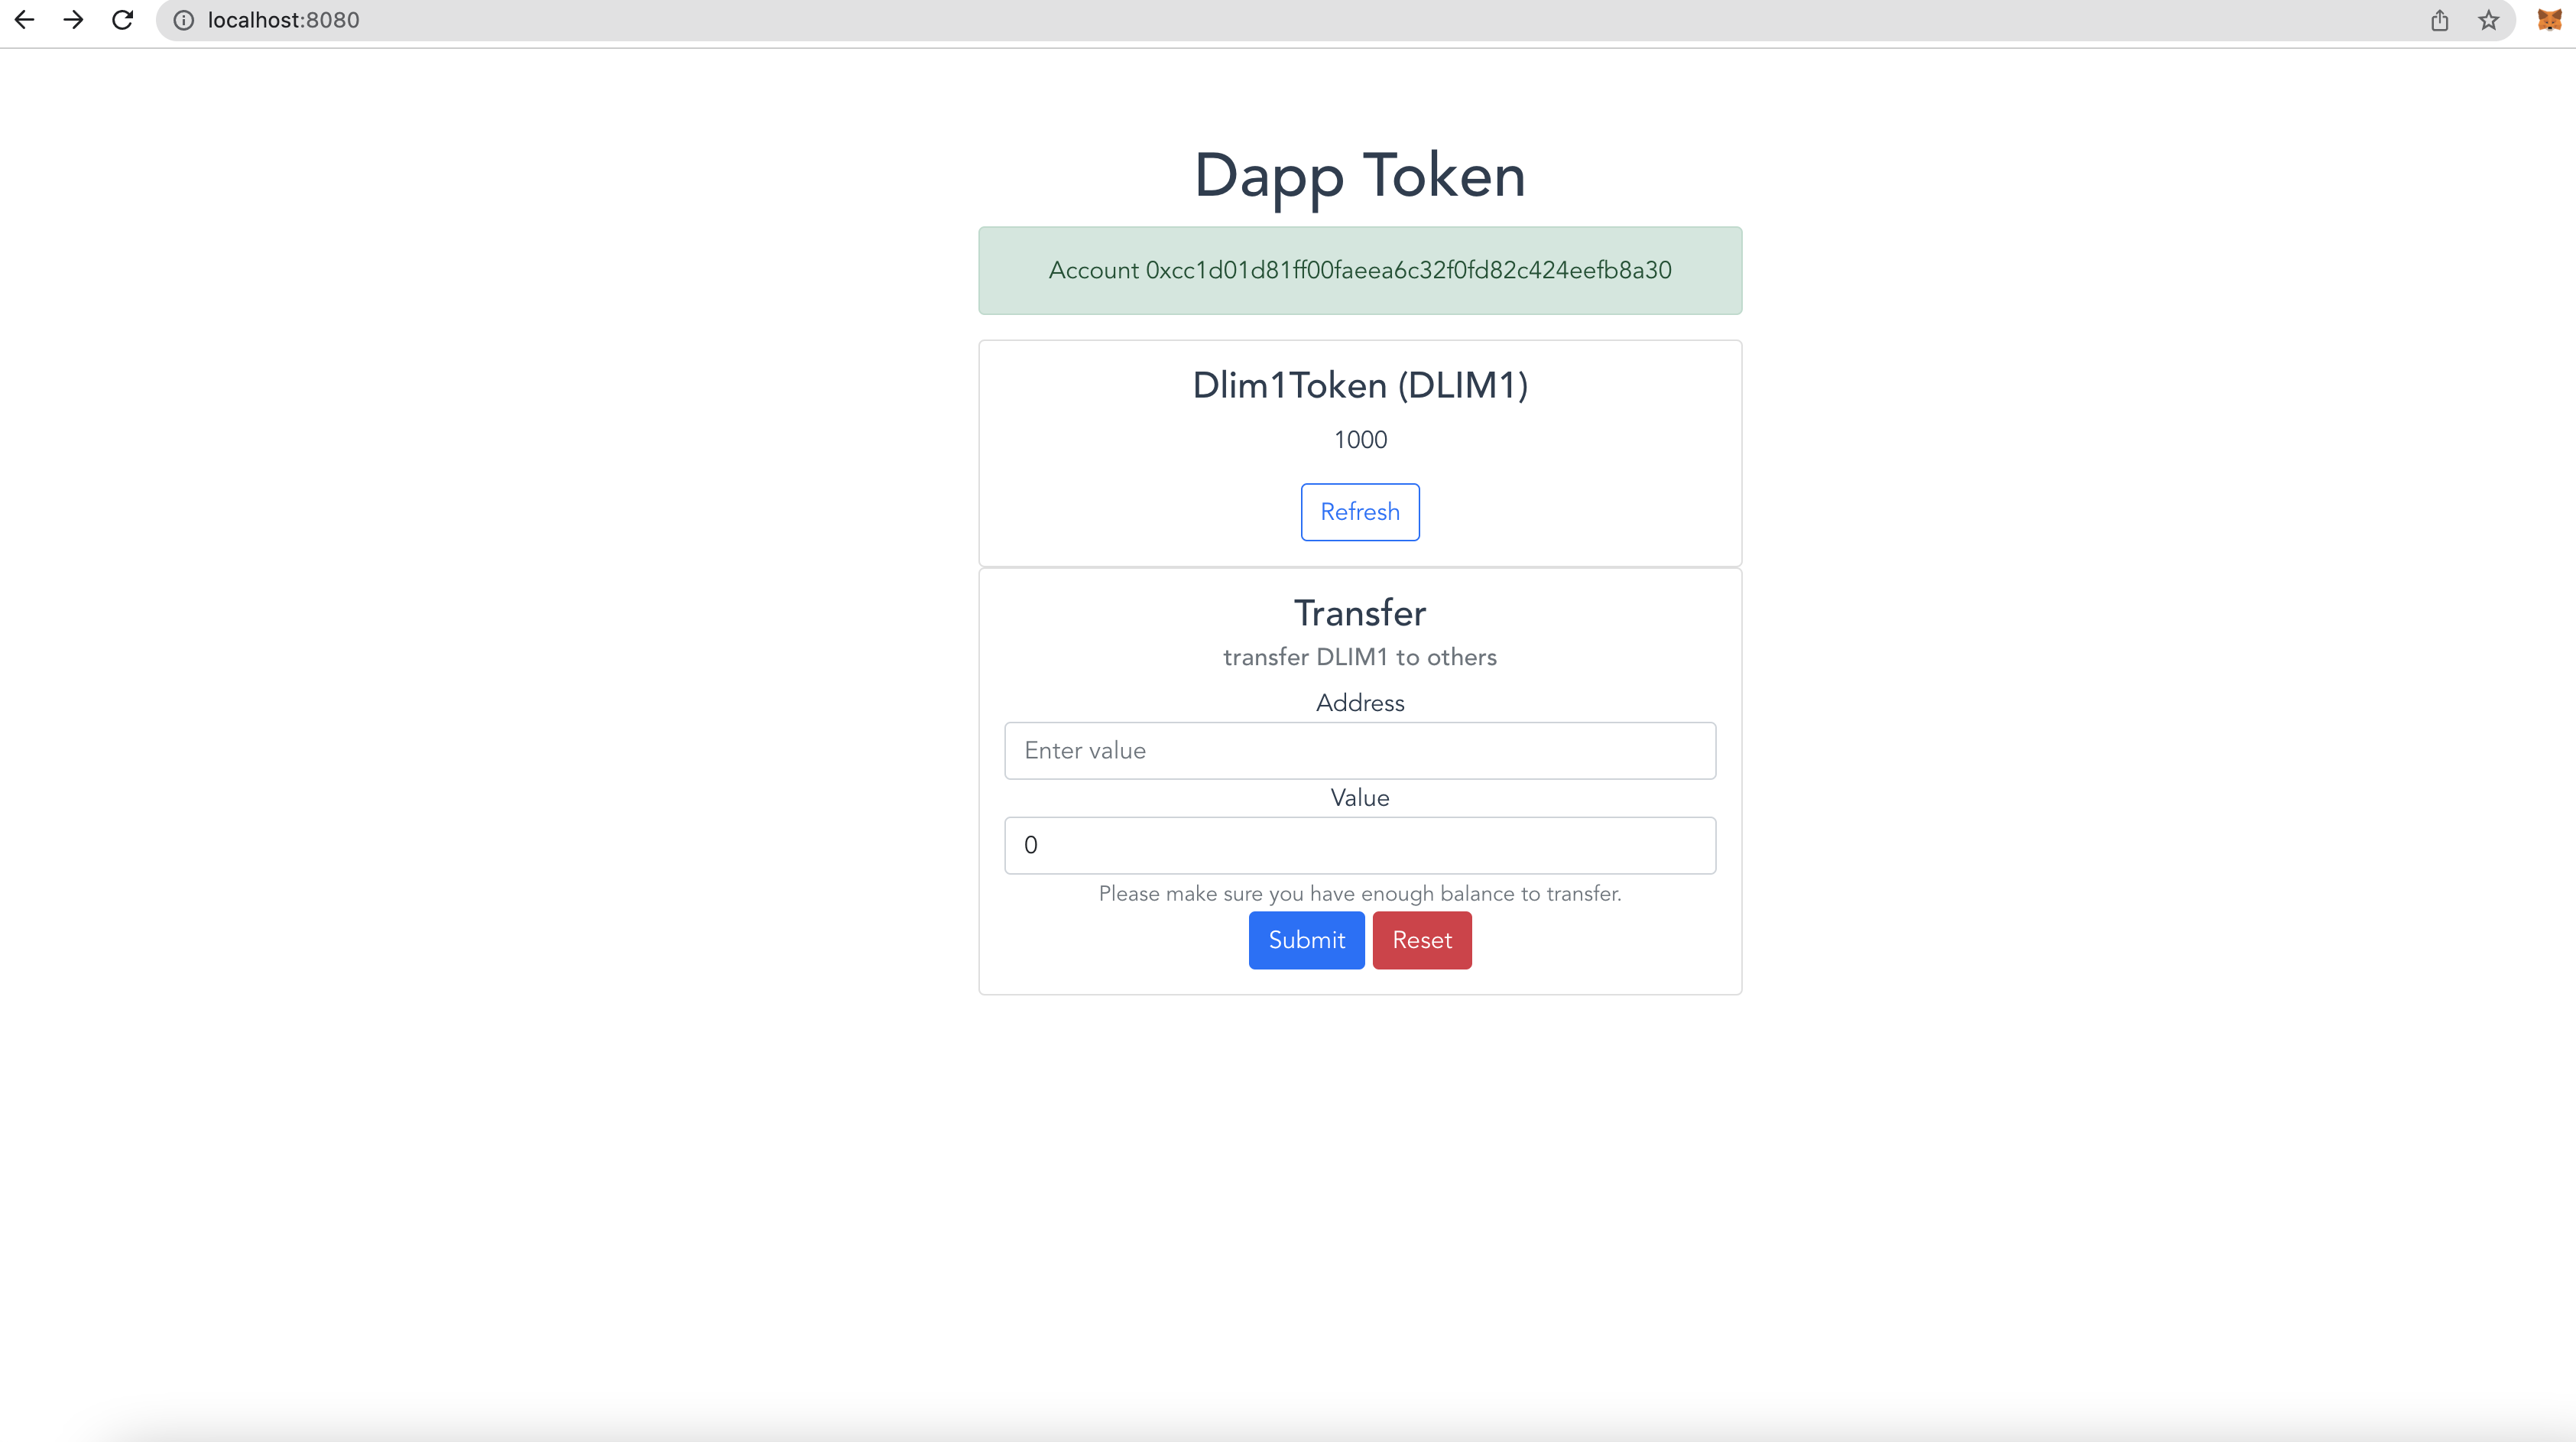 localhost:8080
Dapp Token
Account 0xcc1d01d81ff00faeea6c32f0fd82c424eefb8a30
Dlim1Token (DLIM1)
1000
Refresh
Transfer
transfer DLIM1 to others
Address
Enter value
Value
0
Please make sure you have enough balance to transfer.
Submit Reset